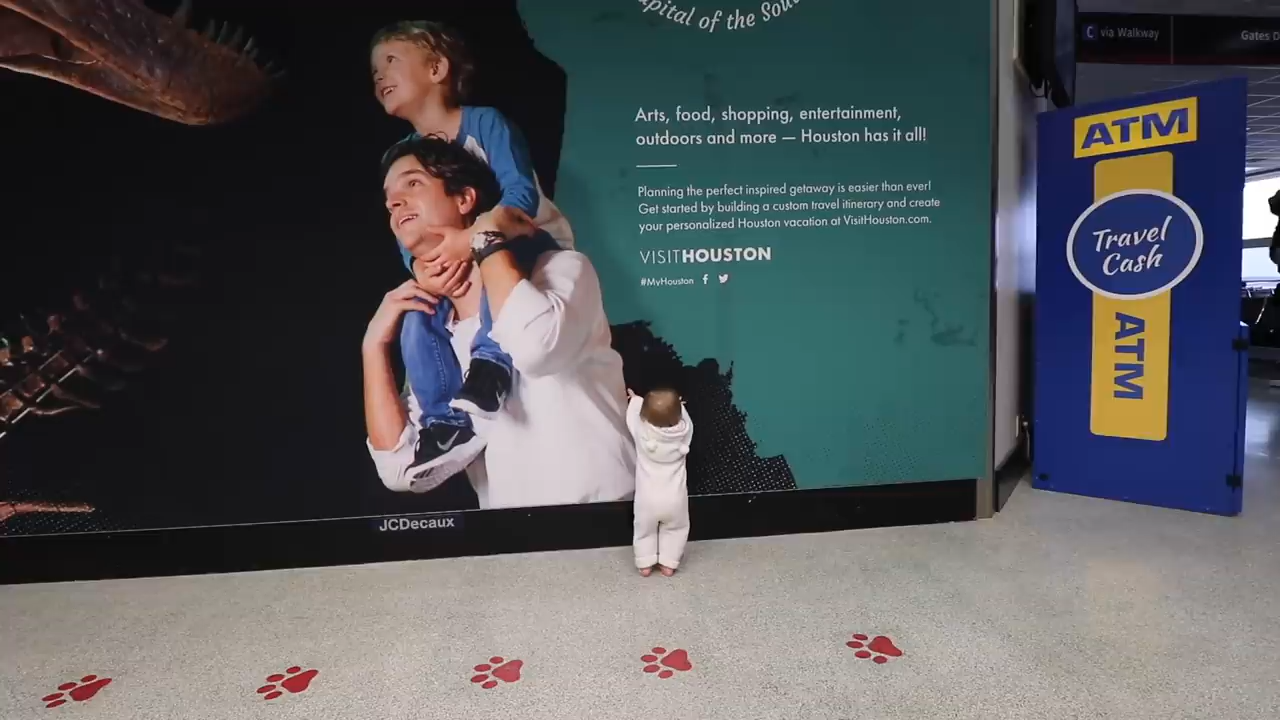 Capital of the South
C via Walkway
Gates D
Arts, food, shopping, entertainment,
outdoors and more — Houston has it all!
Planning the perfect inspired getaway is easier than ever!
Get started by building a custom travel itinerary and create
your personalized Houston vacation at VisitHouston.com.
VISITHOUSTON
#MyHouston
ATM
Travel
Cash
ATM
JCDecaux